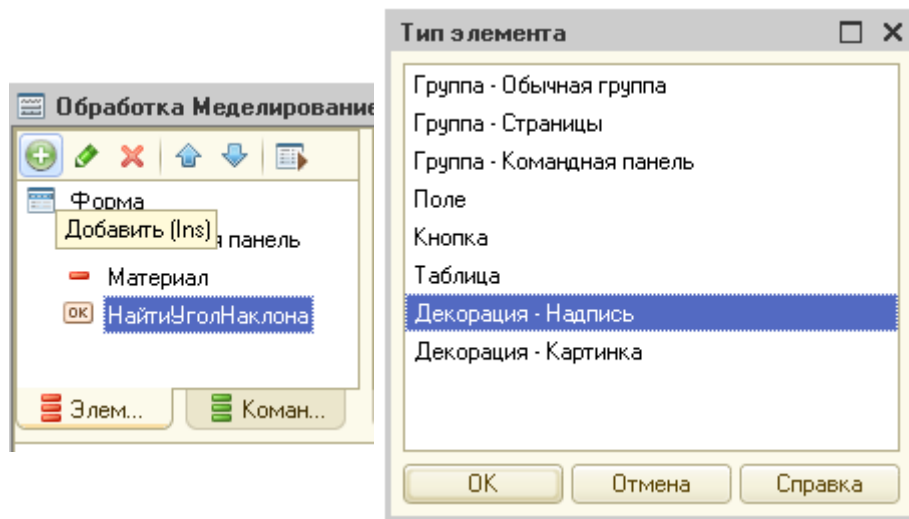 Обработка Меделирование
Форма
Добавить (Ins)
панель
Материал
OK
НайтиУголНаклона
Элем...
Коман...
Тип элемента
Группа - Обычная группа
Группа - Страницы
Группа - Командная панель
Поле
Кнопка
Таблица
Декорация - Надпись
Декорация - Картинка
OK
Отмена
Справка